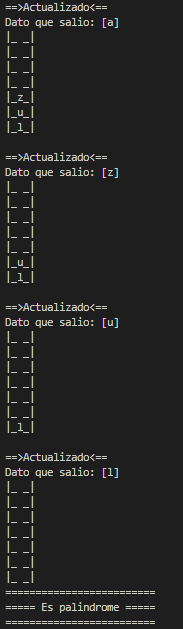 ==>Actualizado<==
Dato que salio: [a]
|_ _|
|_ _|
|_ _|
|_ _|
|_z_|
|_u_|
|_l_|
==>Actualizado<==
Dato que salio: [z]
|_ _|
|_ _|
|_ _|
|_ _|
|_ _|
|_u_|
|_l_|
==>Actualizado<==
Dato que salio: [u]
|_ _|
|_ _|
|_ _|
|_ _|
|_ _|
|_ _|
|_l_|
==>Actualizado<==
Dato que salio: [l]
|_ _|
|_ _|
|_ _|
|_ _|
|_ _|
|_ _|
|_ _|
=========================
===== Es palindrome =====
=========================